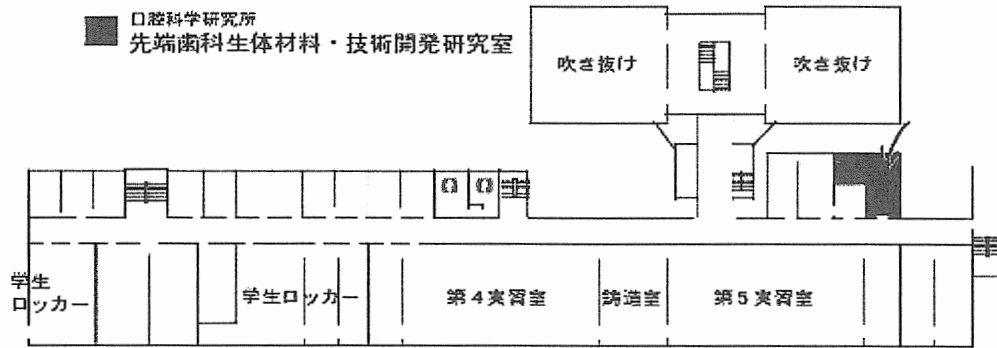 口腔科学研究所
先端歯科生体材料・技術開発研究室
吹き抜け
吹き抜け
学生
ロッカー
学生ロッカー
第4実習室
鋳造室
第5実習室